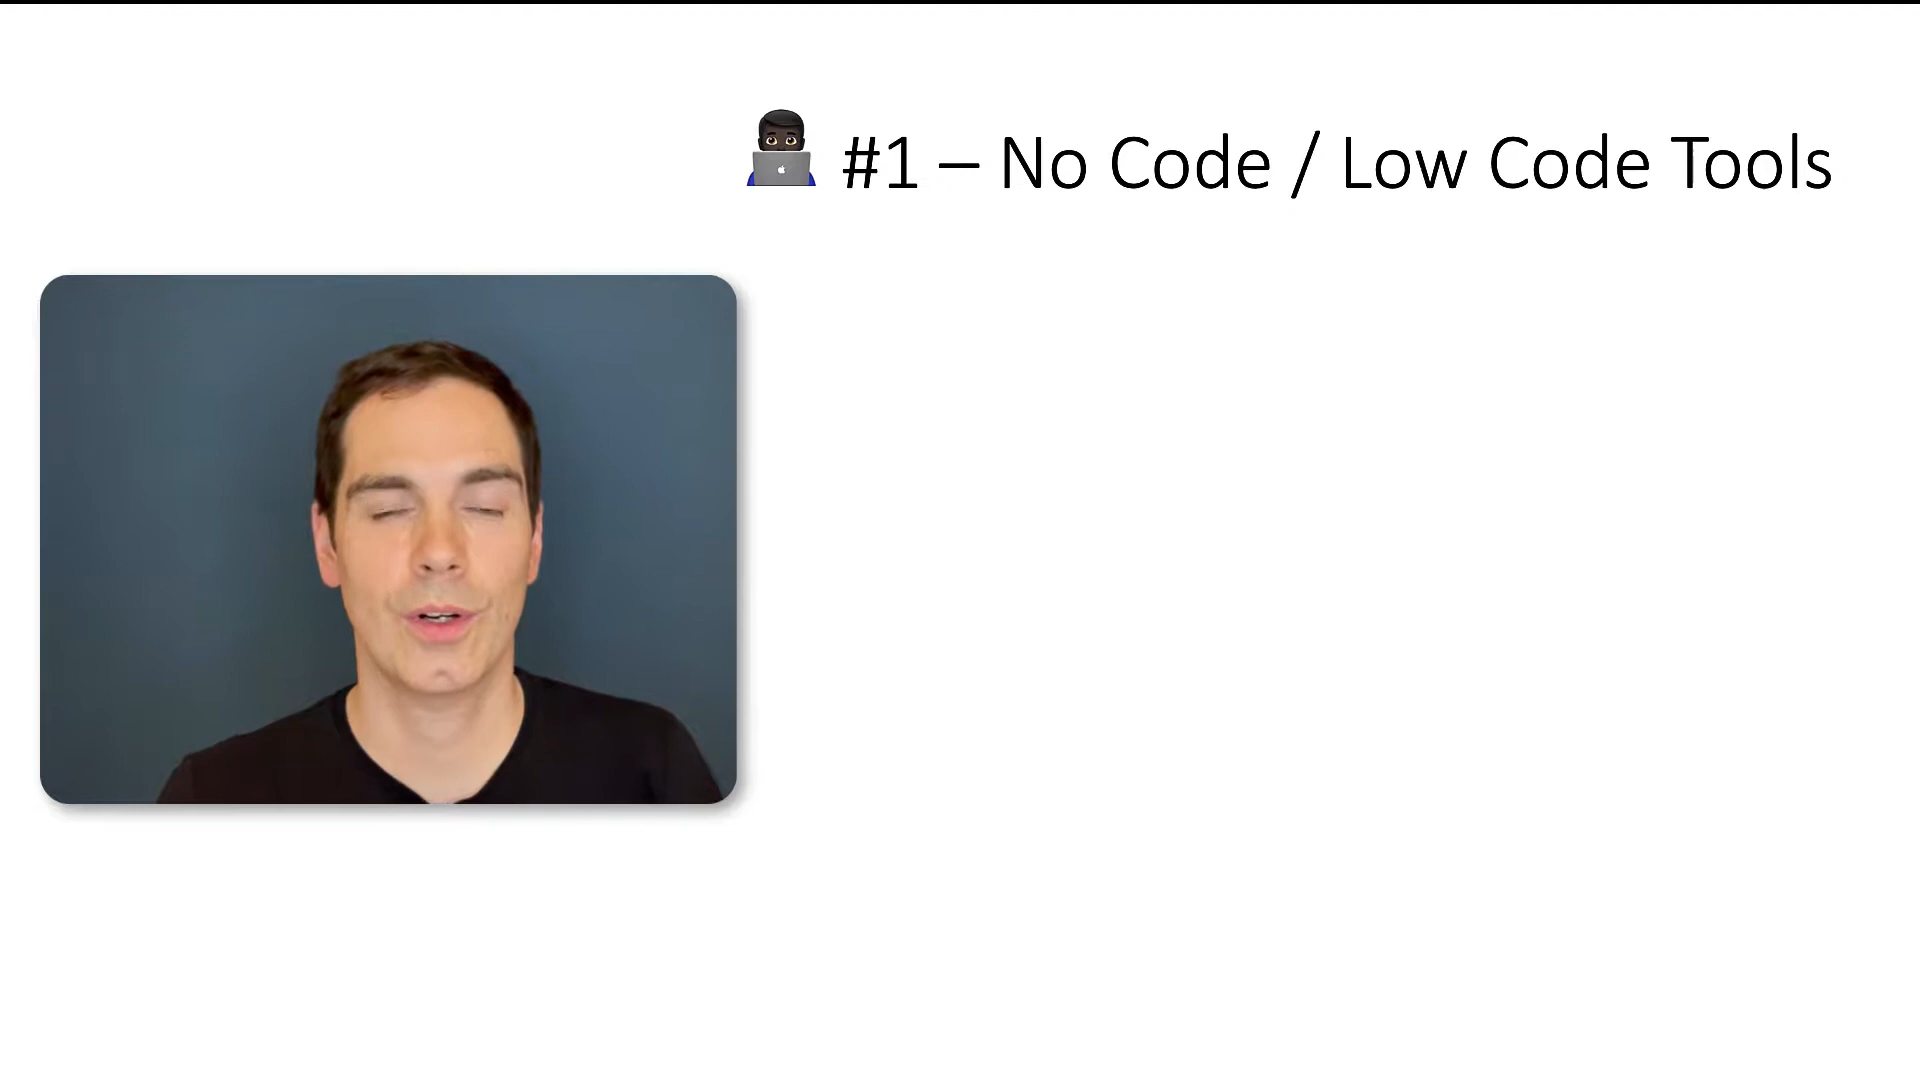 #1 – No Code / Low Code Tools